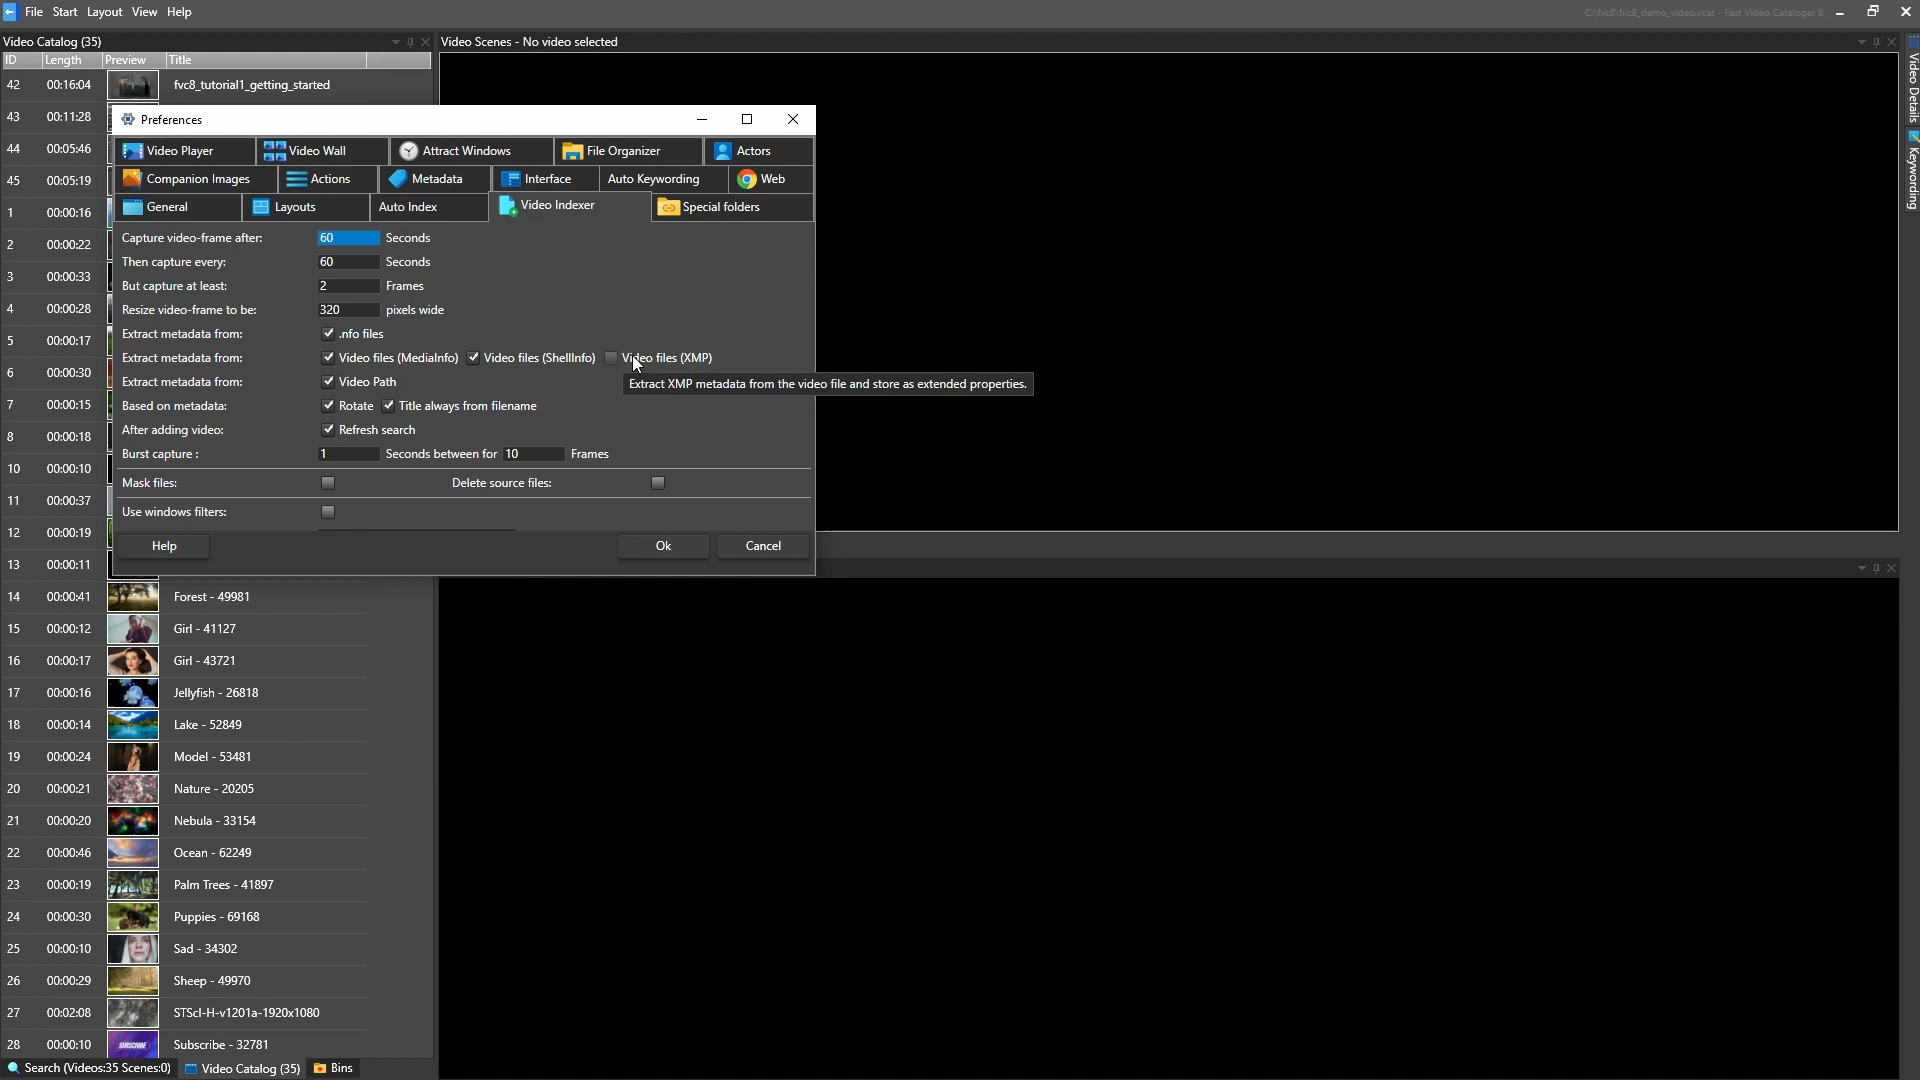 File Start Layout View Help
C:\fvc8\fvc8_demo_video.vcat - Fast Video Cataloger 8
Video Catalog (35)
ID Length Preview Title
42 00:16:04 fvc8_tutorial1_getting_started
43 00:11:28
44 00:05:46
45 00:05:19
1 00:00:16
2 00:00:22
3 00:00:33
4 00:00:28
5 00:00:17
6 00:00:30
7 00:00:15
8 00:00:18
10 00:00:10
11 00:00:37
12 00:00:19
13 00:00:11
14 00:00:41 Forest - 49981
15 00:00:12 Girl - 41127
16 00:00:17 Girl - 43721
17 00:00:16 Jellyfish - 26818
18 00:00:14 Lake - 52849
19 00:00:24 Model - 53481
20 00:00:21 Nature - 20205
21 00:00:20 Nebula - 33154
22 00:00:46 Ocean - 62249
23 00:00:19 Palm Trees - 41897
24 00:00:30 Puppies - 69168
25 00:00:10 Sad - 34302
26 00:00:29 Sheep - 49970
27 00:02:08 STScI-H-v1201a-1920x1080
28 00:00:10 SUBSCRIBE Subscribe - 32781
Search (Videos:35 Scenes:0) Video Catalog (35) Bins
Video Scenes - No video selected
Preferences
Video Player Video Wall Attract Windows File Organizer Actors
Companion Images Actions Metadata Interface Auto Keywording Web
General Layouts Auto Index Video Indexer Special folders
Capture video-frame after: 60 Seconds
Then capture every: 60 Seconds
But capture at least: 2 Frames
Resize video-frame to be: 320 pixels wide
Extract metadata from: .nfo files
Extract metadata from: Video files (MediaInfo) Video files (ShellInfo) Video files (XMP)
Extract metadata from: Video Path
Extract XMP metadata from the video file and store as extended properties.
Based on metadata: Rotate Title always from filename
After adding video: Refresh search
Burst capture : 1 Seconds between for 10 Frames
Mask files: Delete source files:
Use windows filters:
Help Ok Cancel
Video Details
Keywording